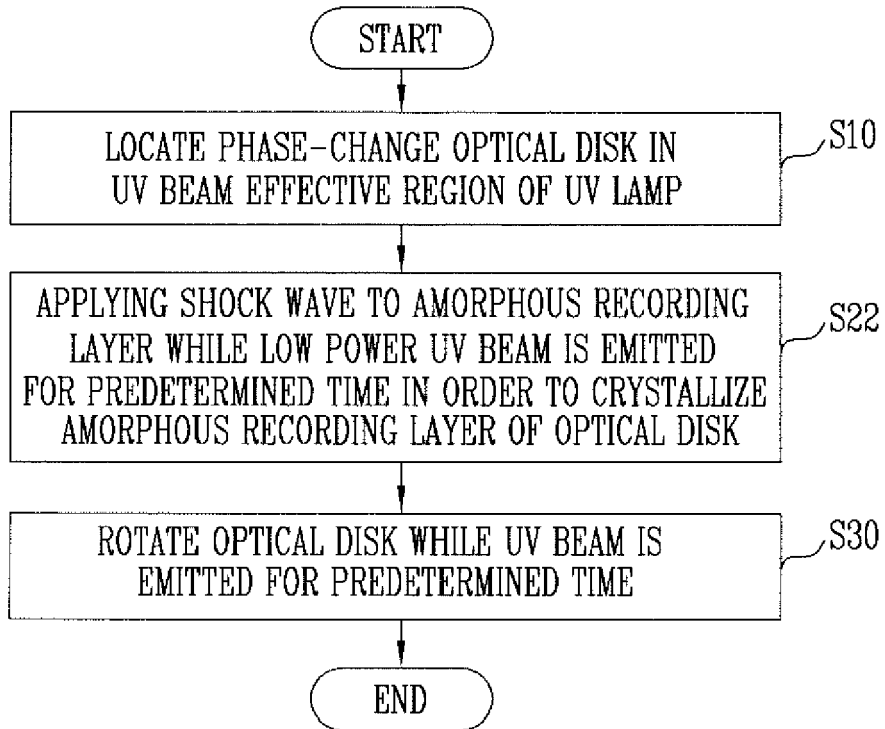 START
LOCATE PHASE-CHANGE OPTICAL DISK IN
UV BEAM EFFECTIVE REGION OF UV LAMP
S10
APPLYING SHOCK WAVE TO AMORPHOUS RECORDING
LAYER WHILE LOW POWER UV BEAM IS EMITTED
FOR PREDETERMINED TIME IN ORDER TO CRYSTALLIZE
AMORPHOUS RECORDING LAYER OF OPTICAL DISK
S22
ROTATE OPTICAL DISK WHILE UV BEAM IS
EMITTED FOR PREDETERMINED TIME
S30
END